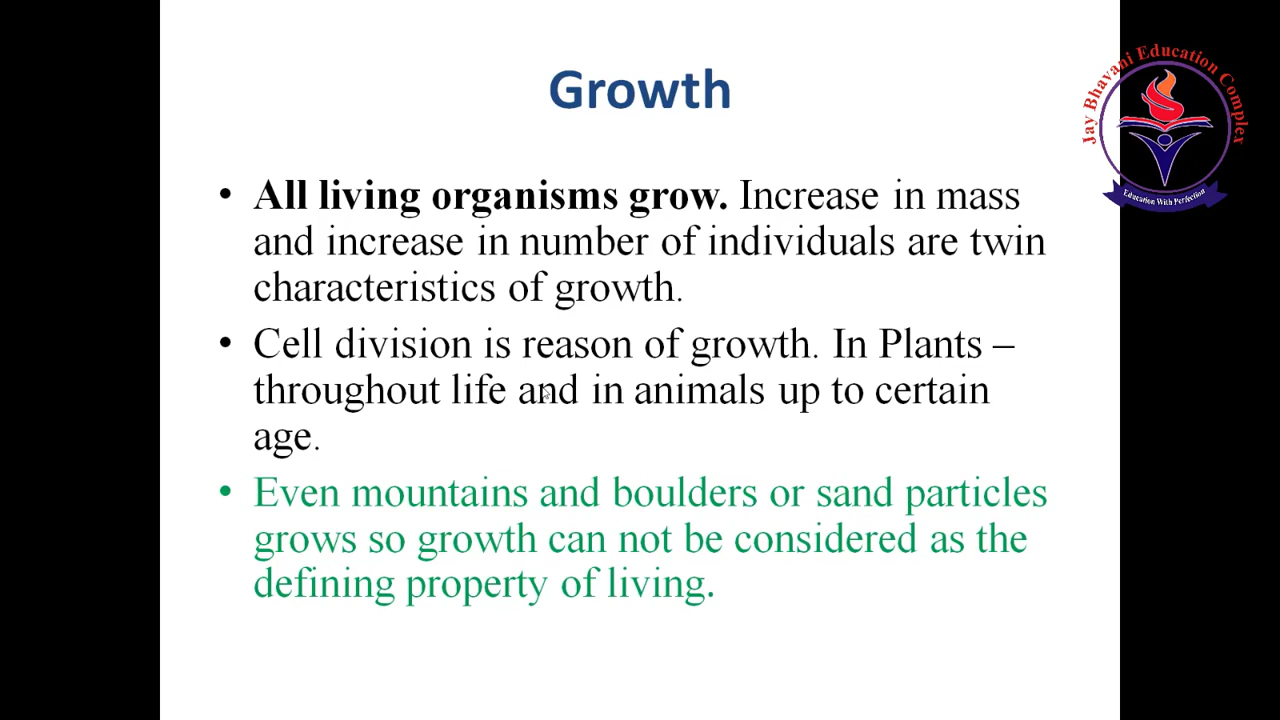 Growth
Jay Bhavani Education Complex
Education With Perfection
• All living organisms grow. Increase in mass
and increase in number of individuals are twin
characteristics of growth.
• Cell division is reason of growth. In Plants –
throughout life and in animals up to certain
age.
• Even mountains and boulders or sand particles
grows so growth can not be considered as the
defining property of living.